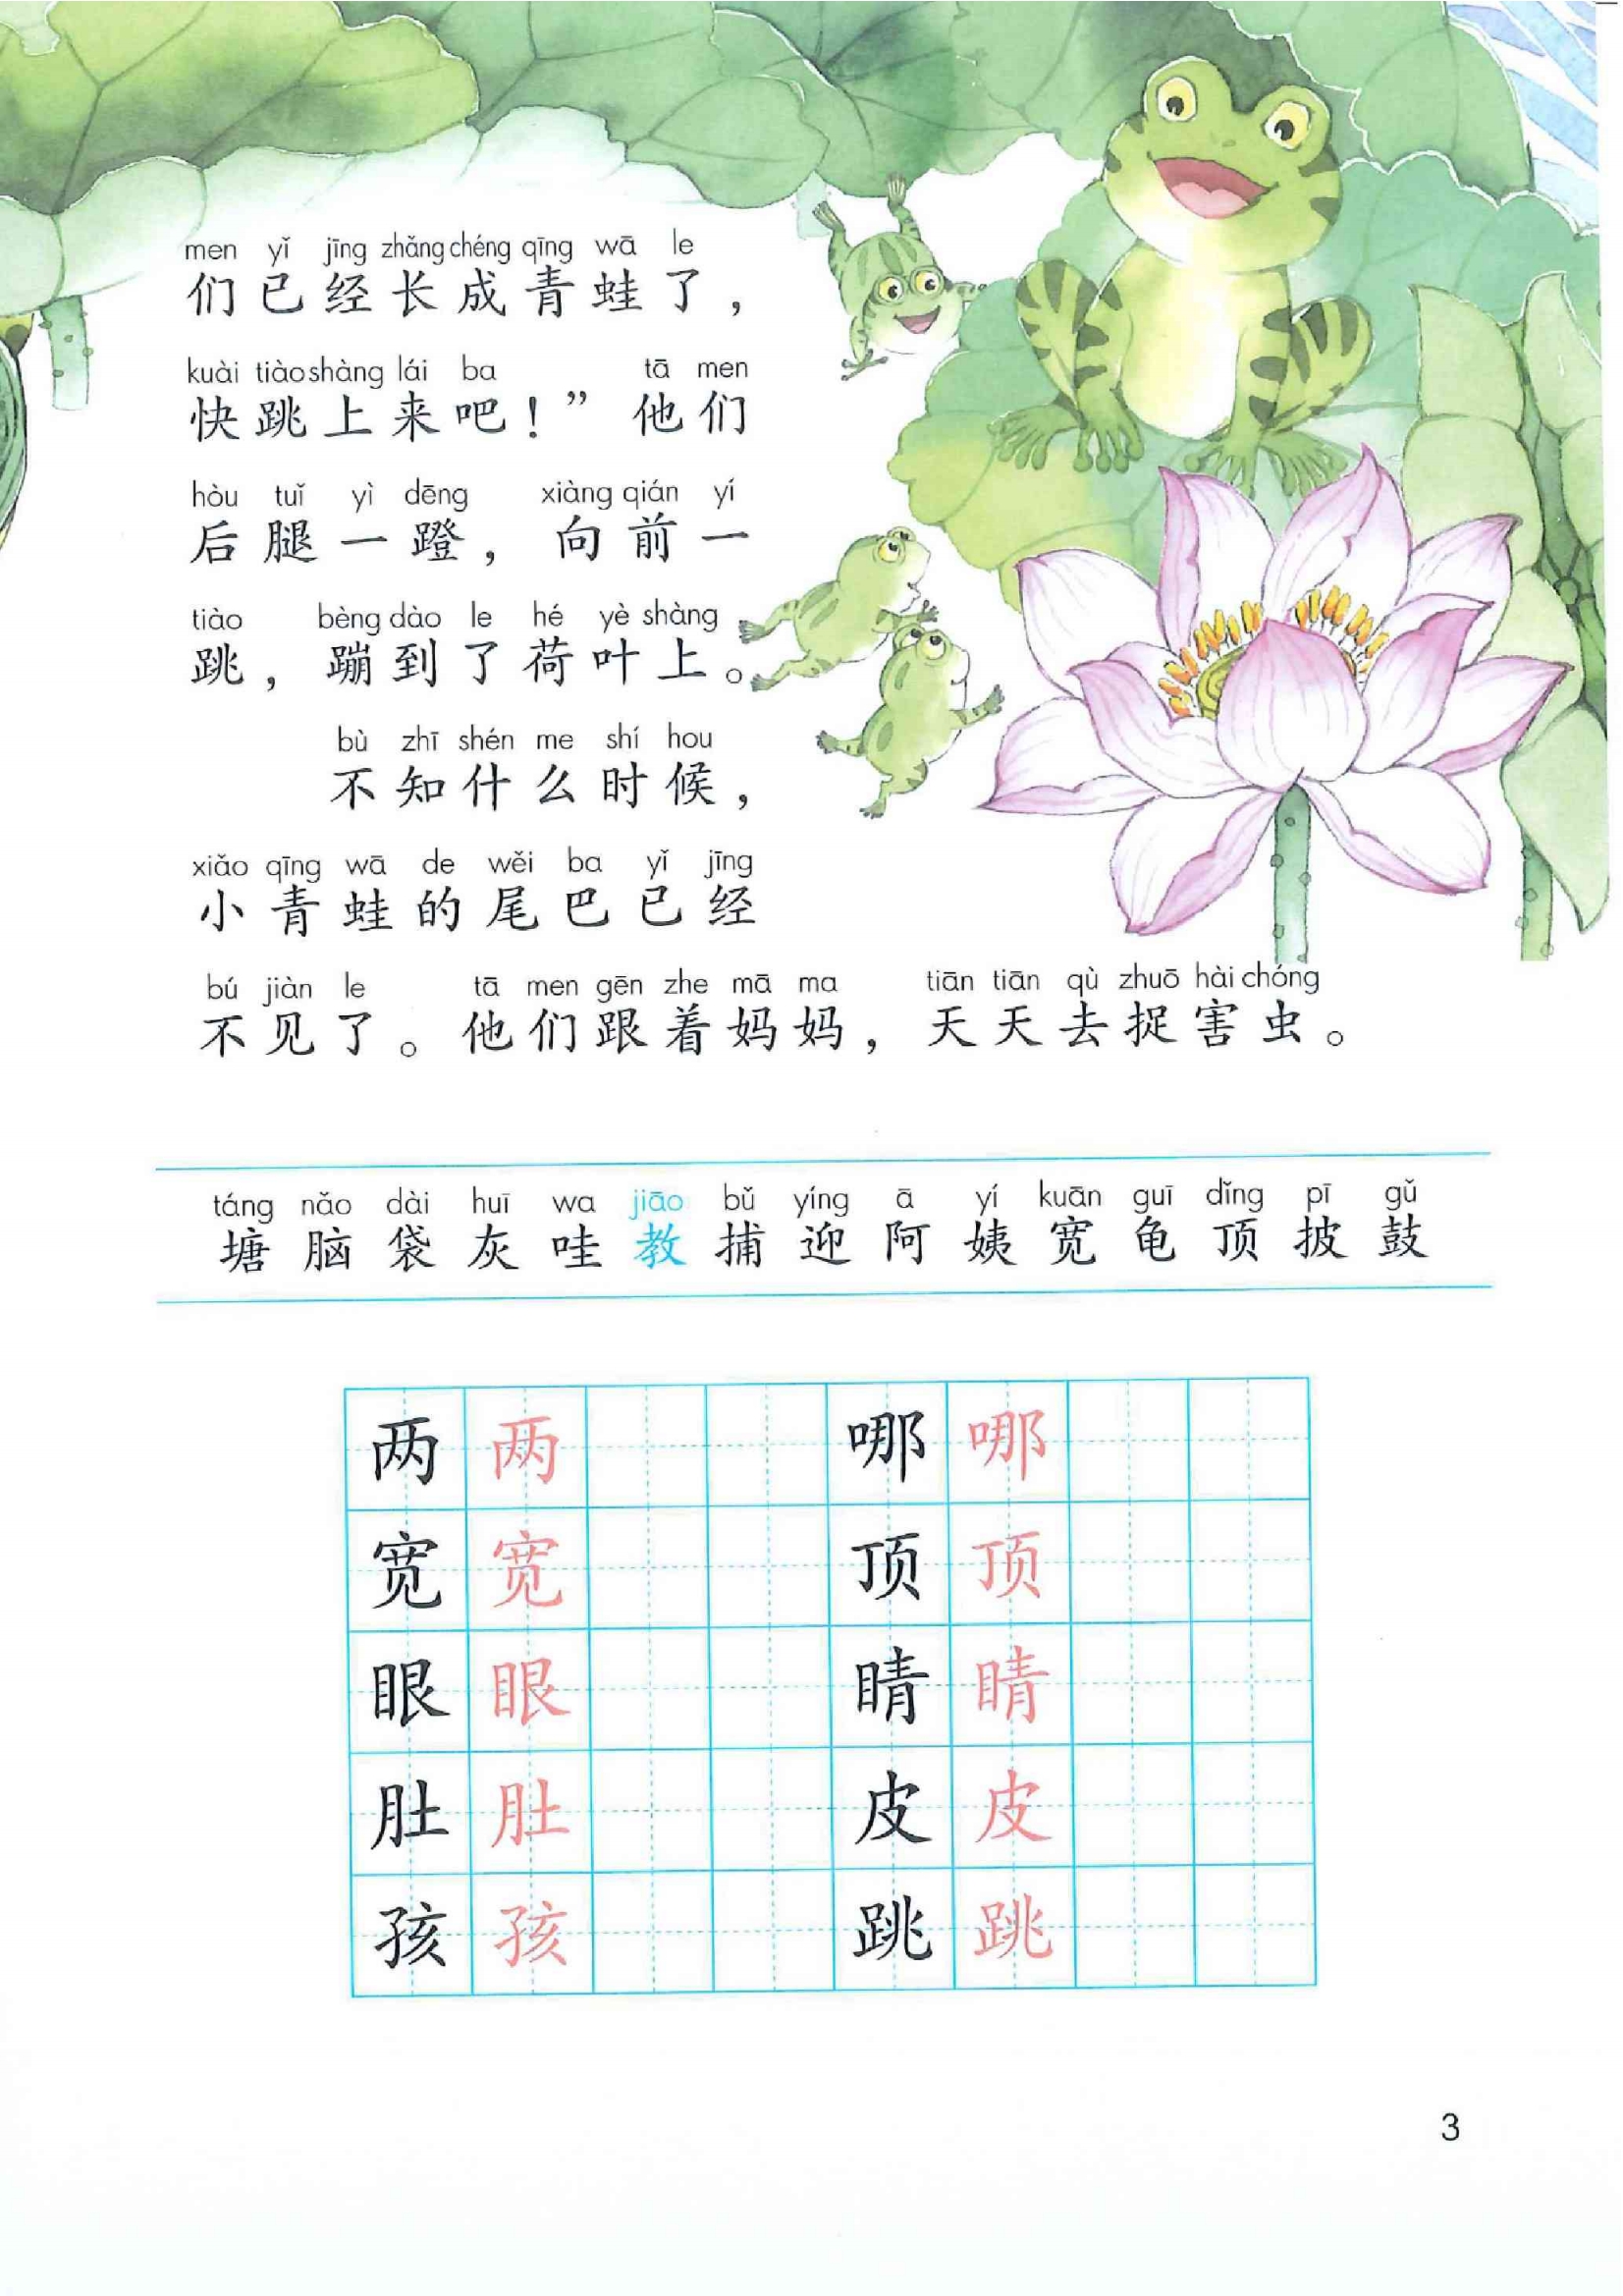 men yǐ jīng zhǎng chéng qīng wā le
们已经长成青蛙了，
kuài tiào shàng lái ba tā men
快跳上来吧！” 他们
hòu tuǐ yì dēng xiàng qián yí
后腿一蹬，向前一
tiào bèng dào le hé yè shàng
跳，蹦到了荷叶上。
bù zhī shén me shí hou
不知什么时候，
xiǎo qīng wā de wěi ba yǐ jīng
小青蛙的尾巴已经
bú jiàn le tā men gēn zhe mā ma tiān tiān qù zhuō hài chóng
不见了。他们跟着妈妈，天天去捉害虫。
táng nǎo dài huī wa jiāo bǔ yíng ā yí kuān guī dǐng pī gǔ
塘 脑 袋 灰 哇 教 捕 迎 阿 姨 宽 龟 顶 披 鼓
两 两 哪 哪
宽 宽 顶 顶
眼 眼 睛 睛
肚 肚 皮 皮
孩 孩 跳 跳
3